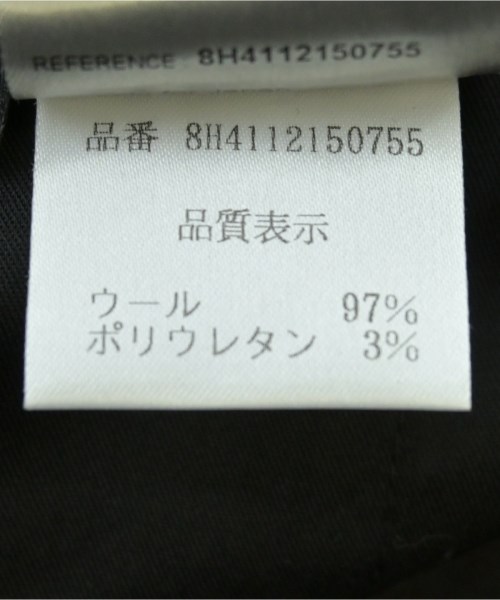 REFERENCE : 8H4112150755
品番 8H4112150755
品質表示
ウール 97%
ポリウレタン 3%